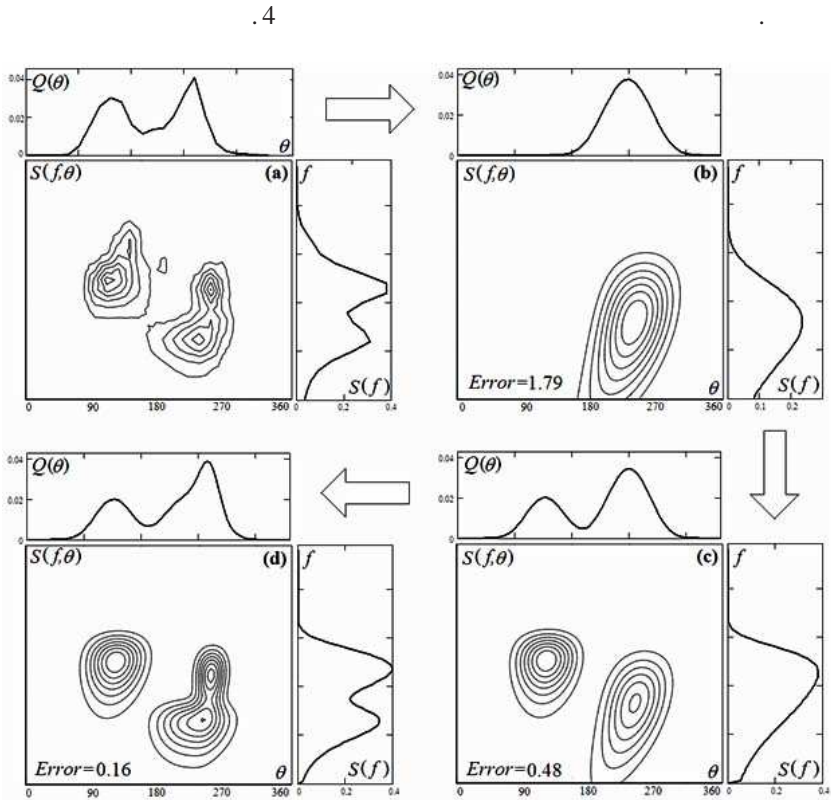 . 4 .
0.04 Q(θ)
0.02
0 θ
S(f,θ) (a) f
S(f)
0 90 180 270 360 0.2 0.4
0.04 Q(θ)
0.02
0
S(f,θ) (b) f
Error=1.79 θ S(f)
0 90 180 270 360 0.1 0.2
0.04 Q(θ)
0.02
0
S(f,θ) (d) f
Error=0.16 θ S(f)
0 90 180 270 360 0 0.2 0.4
0.04 Q(θ)
0.02
0
S(f,θ) (c) f
Error=0.48 θ S(f)
0 90 180 270 360 0 0.2 0.4